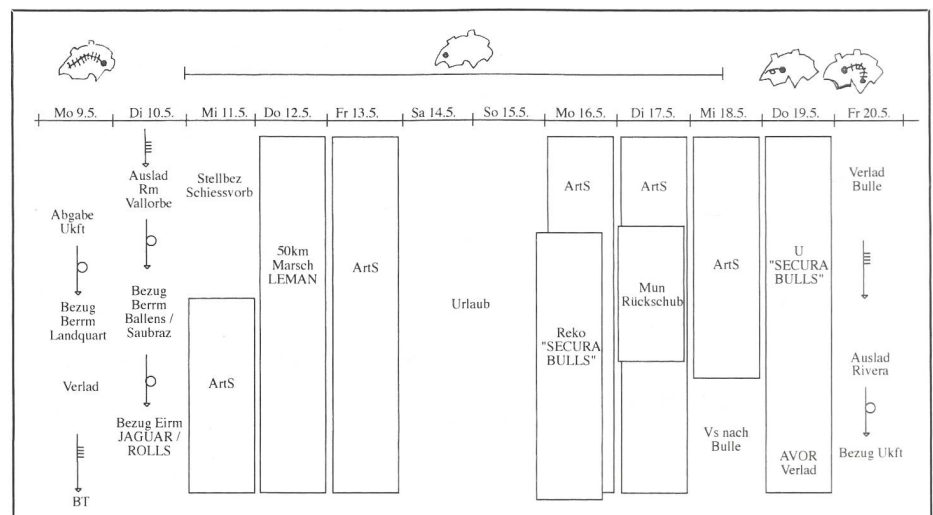 Mo 9.5. Di 10.5. Mi 11.5. Do 12.5. Fr 13.5. Sa 14.5. So 15.5. Mo 16.5. Di 17.5. Mi 18.5. Do 19.5. Fr 20.5.
Abgabe
Ukft
Bezug
Berrm
Landquart
Verlad
BT
Auslad
Rm
Vallorbe
Bezug
Berrm
Ballens /
Saubraz
Bezug Eirm
JAGUAR /
ROLLS
Stellbez
Schiessvorb
ArtS
50km
Marsch
LEMAN
ArtS
Urlaub
ArtS
Reko
"SECURA
BULLS"
ArtS
Mun
Rückschub
ArtS
Vs nach
Bulle
U
"SECURA
BULLS"
AVOR
Verlad
Verlad
Bulle
Auslad
Rivera
Bezug Ukft